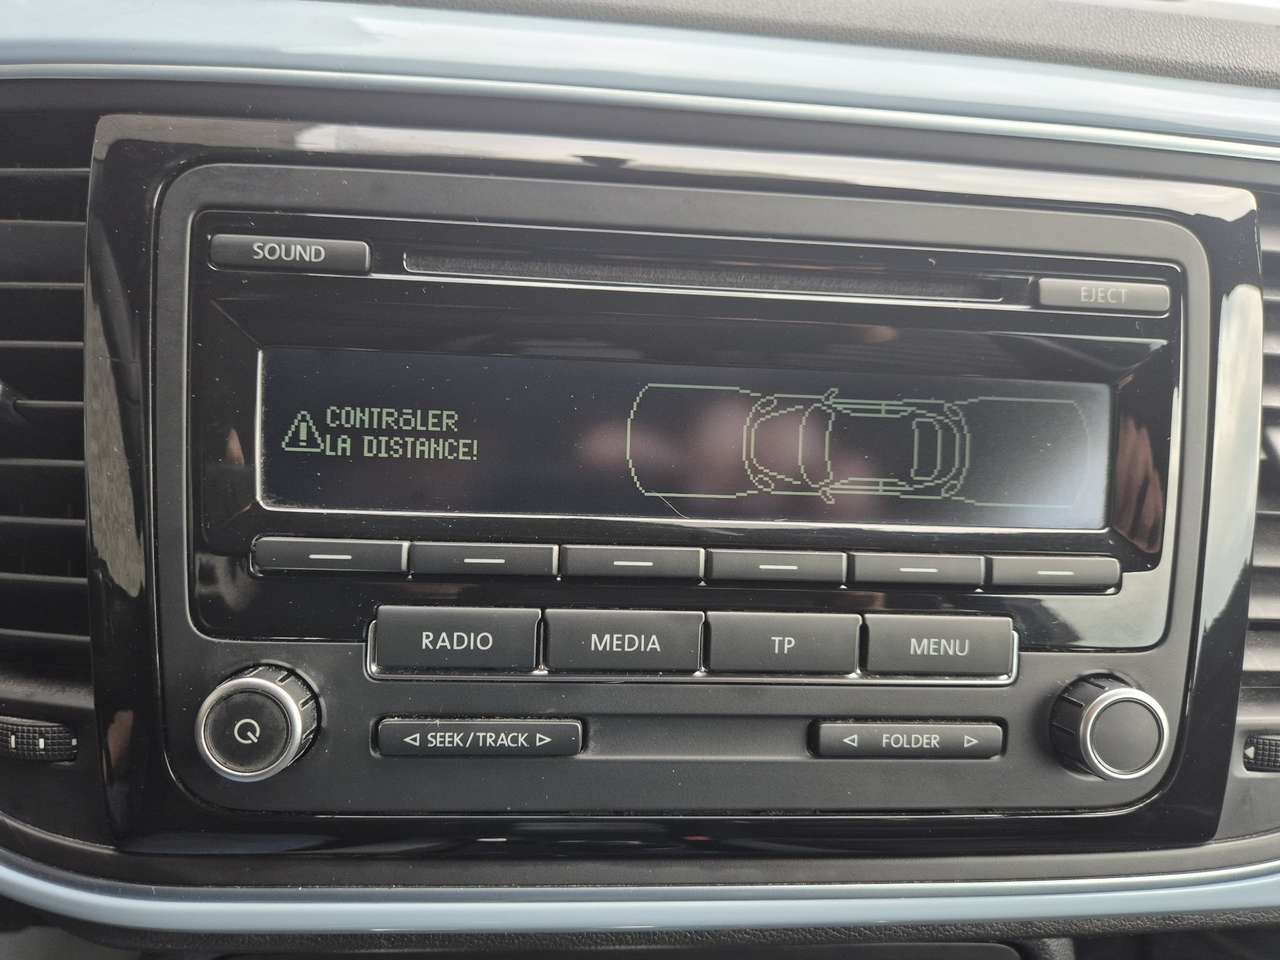 SOUND
EJECT
CONTRôLER
LA DISTANCE!
RADIO
MEDIA
TP
MENU
SEEK/TRACK
FOLDER